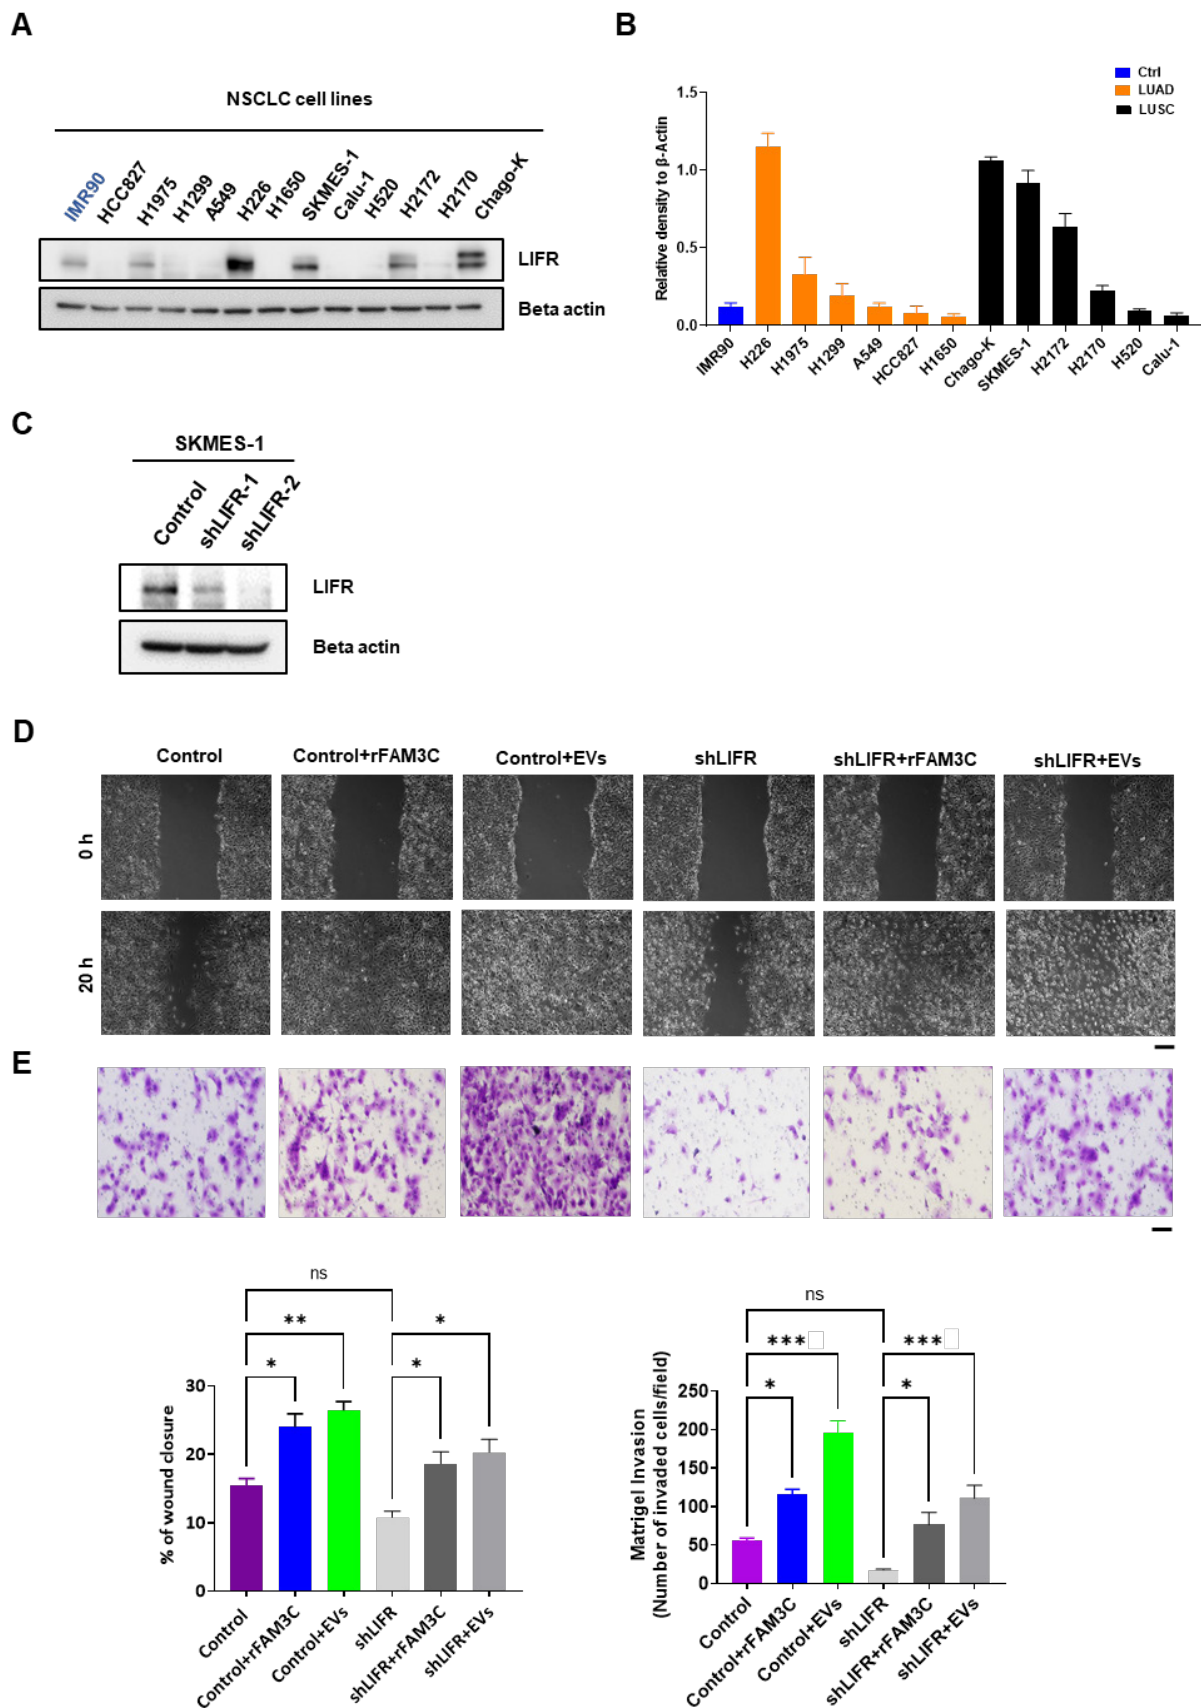 A
NSCLC cell lines
IMR90
HCC827
H1975
H1299
A549
H226
H1650
SKMES-1
Calu-1
H520
H2172
H2170
Chago-K
LIFR
Beta actin
B
Ctrl
LUAD
LUSC
Relative density to β-Actin
1.5
1.0
0.5
0.0
IMR90
H226
H1975
H1299
A549
HCC827
H1650
Chago-K
SKMES-1
H2172
H2170
H520
Calu-1
C
SKMES-1
Control
shLIFR-1
shLIFR-2
LIFR
Beta actin
D
Control
Control+rFAM3C
Control+EVs
shLIFR
shLIFR+rFAM3C
shLIFR+EVs
0 h
20 h
E
ns
**
*
*
*
% of wound closure
30
20
10
0
Control
Control+rFAM3C
Control+EVs
shLIFR
shLIFR+rFAM3C
shLIFR+EVs
ns
***
***
*
*
Matrigel Invasion
(Number of invaded cells/field)
250
200
150
100
50
0
Control
Control+rFAM3C
Control+EVs
shLIFR
shLIFR+rFAM3C
shLIFR+EVs